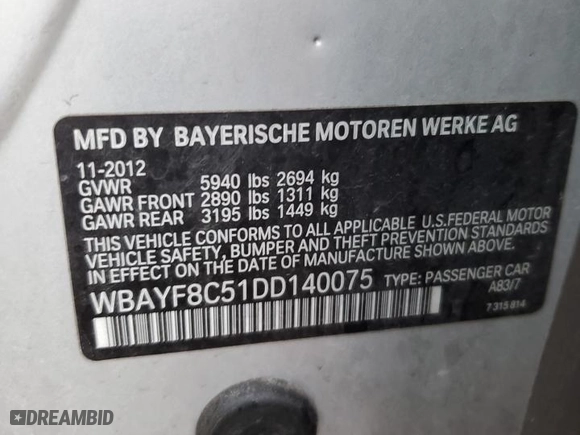 MFD BY BAYERISCHE MOTOREN WERKE AG
11-2012
GVWR 5940 lbs 2694 kg
GAWR FRONT 2890 lbs 1311 kg
GAWR REAR 3195 lbs 1449 kg
THIS VEHICLE CONFORMS TO ALL APPLICABLE U.S.FEDERAL MOTOR
VEHICLE SAFETY, BUMPER AND THEFT PREVENTION STANDARDS
IN EFFECT ON THE DATE OF MANUFACTURE SHOWN ABOVE.
WBAYF8C51DD140075 TYPE: PASSENGER CAR
A83/7
7 315 814
DREAMBID